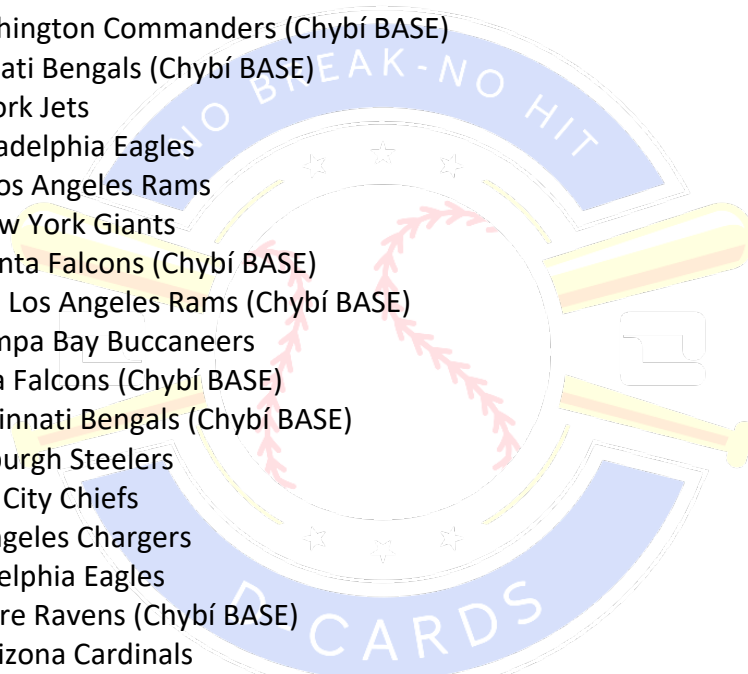 hington Commanders (Chybí BASE)
nati Bengals (Chybí BASE)
ork Jets
adelphia Eagles
os Angeles Rams
w York Giants
nta Falcons (Chybí BASE)
Los Angeles Rams (Chybí BASE)
mpa Bay Buccaneers
a Falcons (Chybí BASE)
innati Bengals (Chybí BASE)
burgh Steelers
City Chiefs
ngeles Chargers
elphia Eagles
re Ravens (Chybí BASE)
izona Cardinals
NO BREAK-NO HIT
CARDS